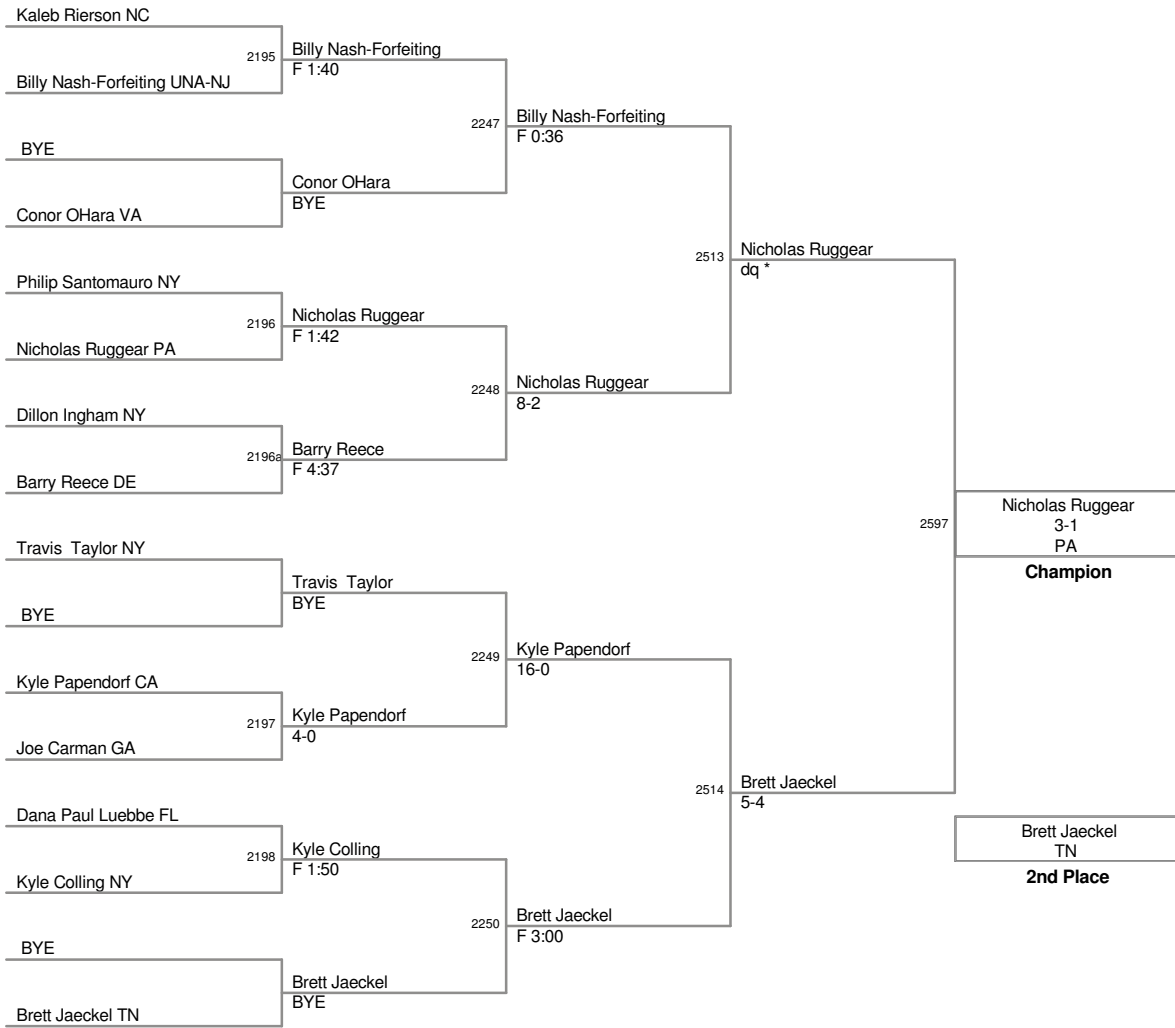 Kaleb Rierson NC
2195
Billy Nash-Forfeiting
F 1:40
Billy Nash-Forfeiting UNA-NJ
2247
Billy Nash-Forfeiting
F 0:36
BYE
Conor OHara
BYE
Conor OHara VA
2513
Nicholas Ruggear
dq *
Philip Santomauro NY
2196
Nicholas Ruggear
F 1:42
Nicholas Ruggear PA
2248
Nicholas Ruggear
8-2
Dillon Ingham NY
2196a
Barry Reece
F 4:37
Barry Reece DE
2597
Nicholas Ruggear
3-1
PA
Champion
Travis Taylor NY
Travis Taylor
BYE
BYE
2249
Kyle Papendorf
16-0
Kyle Papendorf CA
2197
Kyle Papendorf
4-0
Joe Carman GA
2514
Brett Jaeckel
5-4
Dana Paul Luebbe FL
2198
Kyle Colling
F 1:50
Kyle Colling NY
2250
Brett Jaeckel
F 3:00
BYE
Brett Jaeckel
BYE
Brett Jaeckel TN
Brett Jaeckel
TN
2nd Place